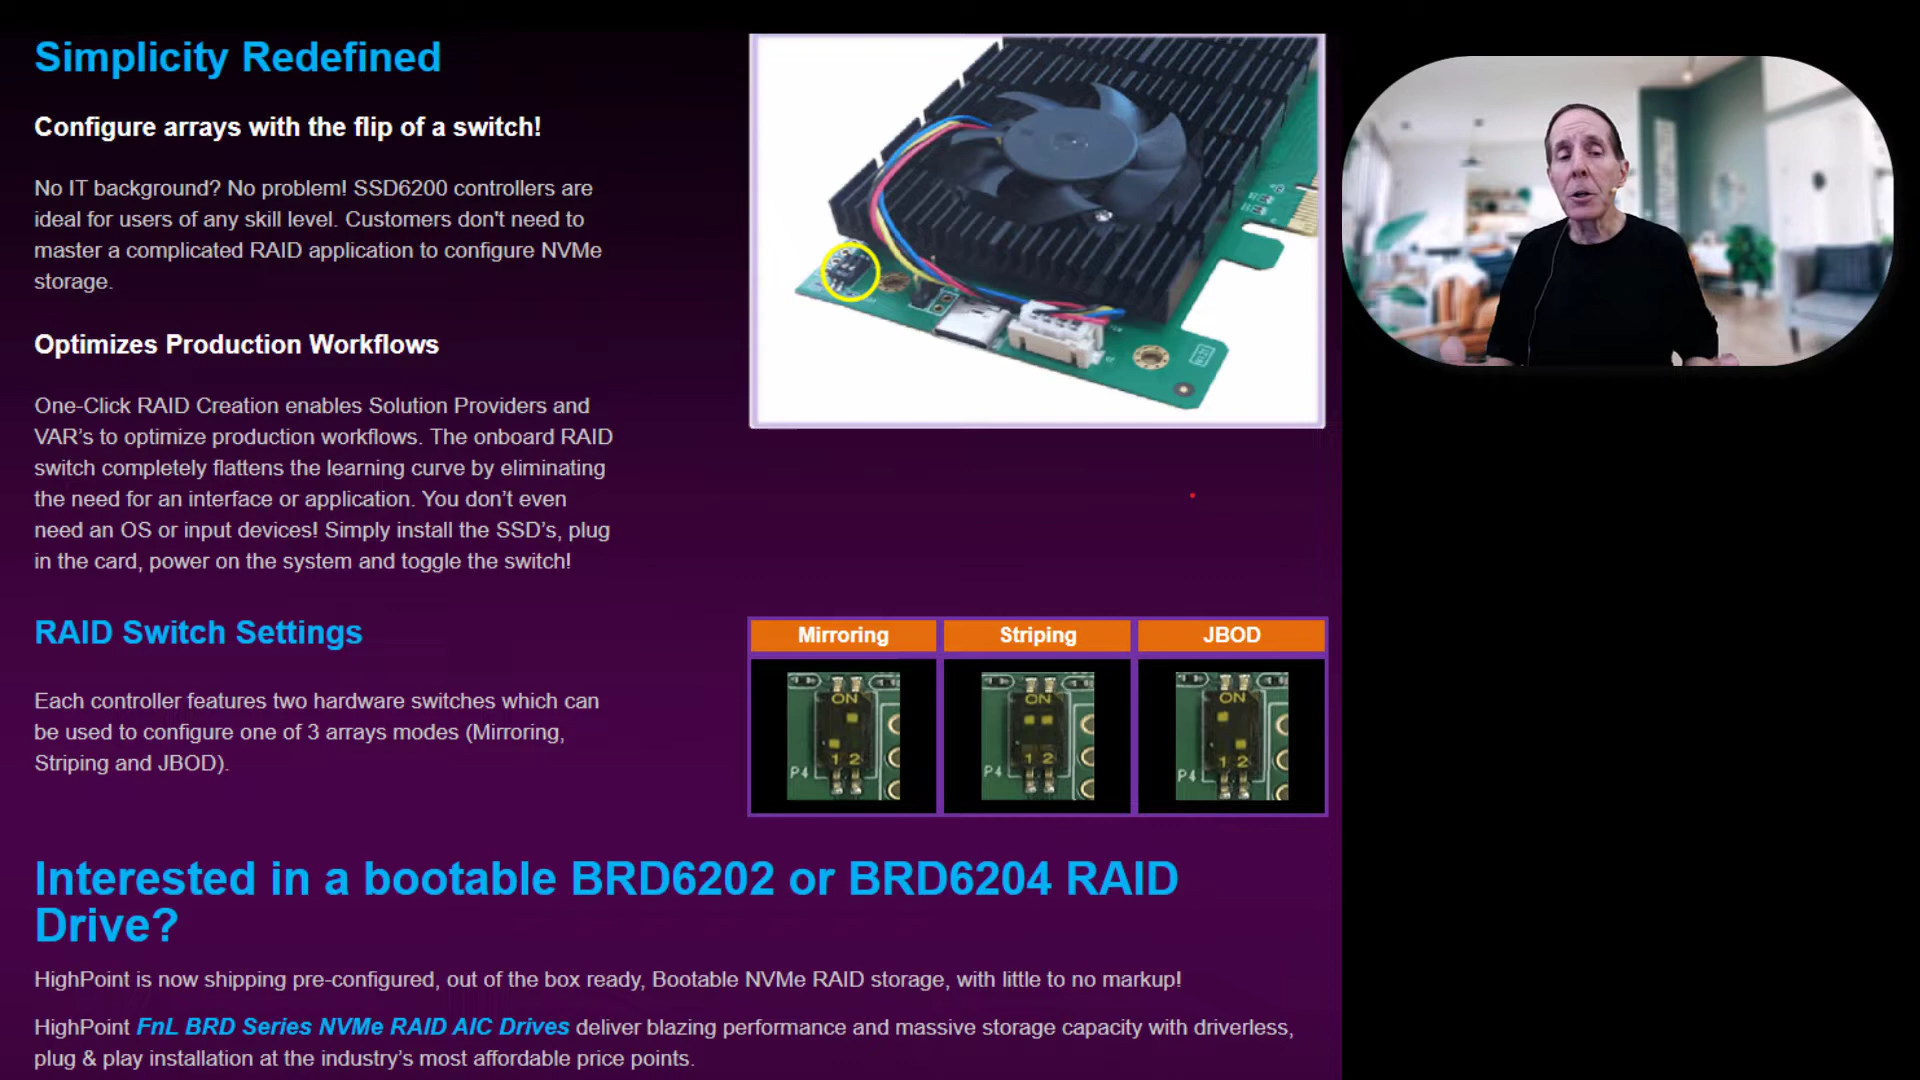 Simplicity Redefined
Configure arrays with the flip of a switch!
No IT background? No problem! SSD6200 controllers are
ideal for users of any skill level. Customers don't need to
master a complicated RAID application to configure NVMe
storage.
Optimizes Production Workflows
One-Click RAID Creation enables Solution Providers and
VAR’s to optimize production workflows. The onboard RAID
switch completely flattens the learning curve by eliminating
the need for an interface or application. You don’t even
need an OS or input devices! Simply install the SSD’s, plug
in the card, power on the system and toggle the switch!
RAID Switch Settings
Each controller features two hardware switches which can
be used to configure one of 3 arrays modes (Mirroring,
Striping and JBOD).
Mirroring Striping JBOD
ON ON ON
1 2 1 2 1 2
P4 P4 P4
Interested in a bootable BRD6202 or BRD6204 RAID
Drive?
HighPoint is now shipping pre-configured, out of the box ready, Bootable NVMe RAID storage, with little to no markup!
HighPoint FnL BRD Series NVMe RAID AIC Drives deliver blazing performance and massive storage capacity with driverless,
plug & play installation at the industry’s most affordable price points.